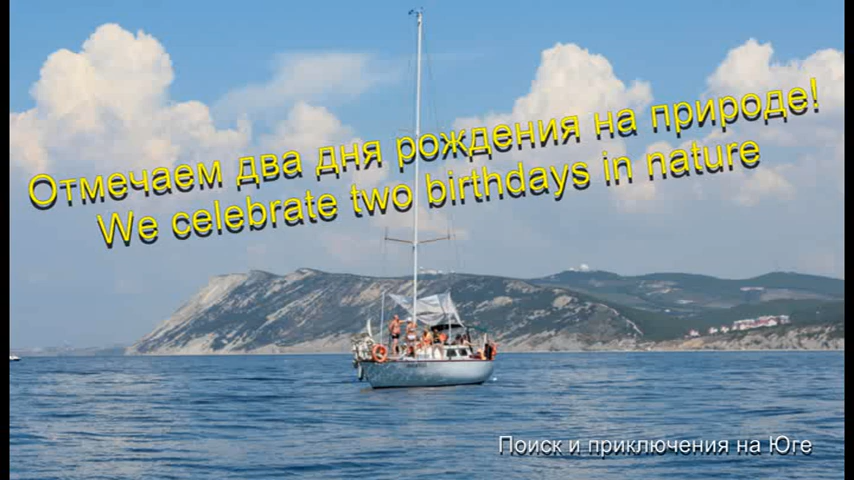 Отмечаем два дня рождения на природе!
We celebrate two birthdays in nature
Поиск и приключения на Юге